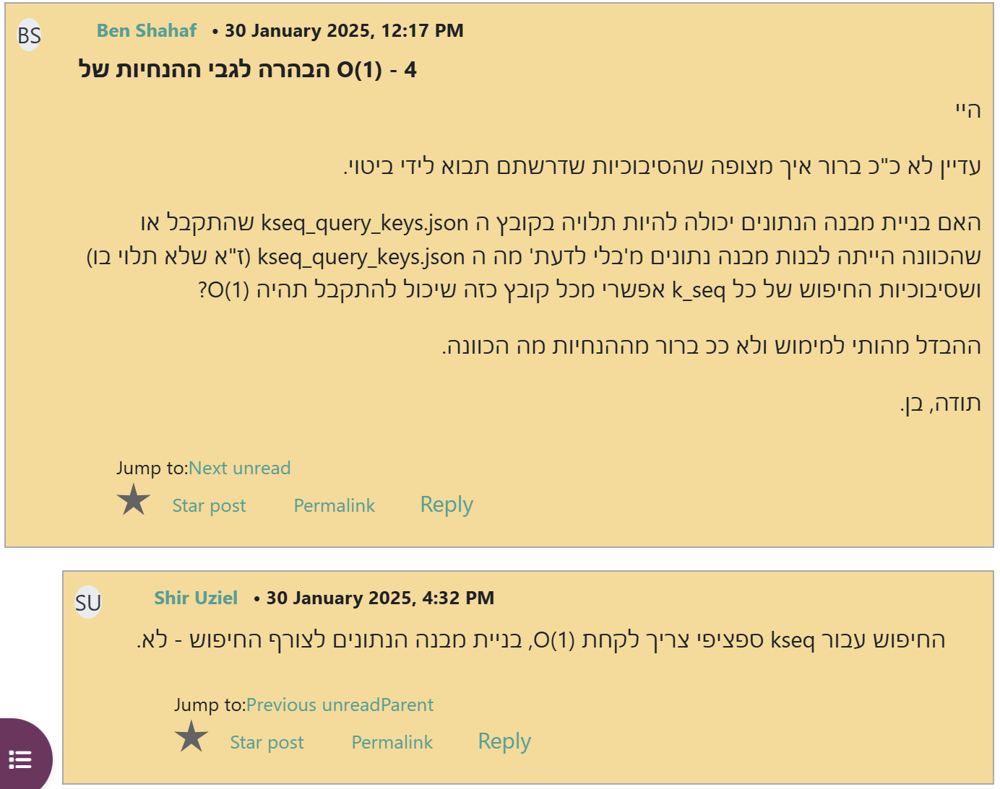 BS
Ben Shahaf • 30 January 2025, 12:17 PM
הבהרה לגבי ההנחיות של O(1) - 4
היי
עדיין לא כ"כ ברור איך מצופה שהסיבוכיות שדרשתם תבוא לידי ביטוי.
האם בניית מבנה הנתונים יכולה להיות תלויה בקובץ ה kseq_query_keys.json שהתקבל או
שהכוונה הייתה לבנות מבנה נתונים מ'בלי לדעת' מה ה kseq_query_keys.json (ז"א שלא תלוי בו)
ושסיבוכיות החיפוש של כל k_seq אפשרי מכל קובץ כזה שיכול להתקבל תהיה O(1)?
ההבדל מהותי למימוש ולא ככ ברור מההנחיות מה הכוונה.
תודה, בן.
Jump to:Next unread
Star post Permalink Reply
SU
Shir Uziel • 30 January 2025, 4:32 PM
החיפוש עבור kseq ספציפי צריך לקחת O(1), בניית מבנה הנתונים לצורף החיפוש - לא.
Jump to:Previous unreadParent
Star post Permalink Reply